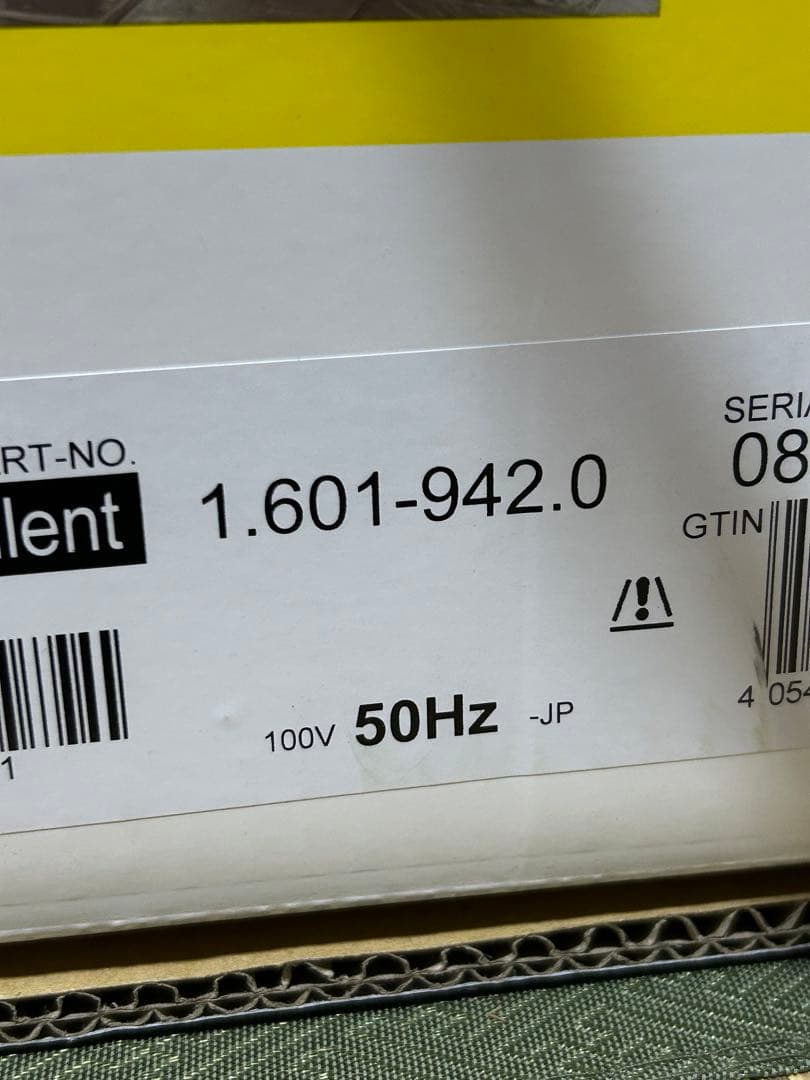 RT-NO.
lent
1.601-942.0
SERIA
08
GTIN
4 054
1
100V 50Hz -JP